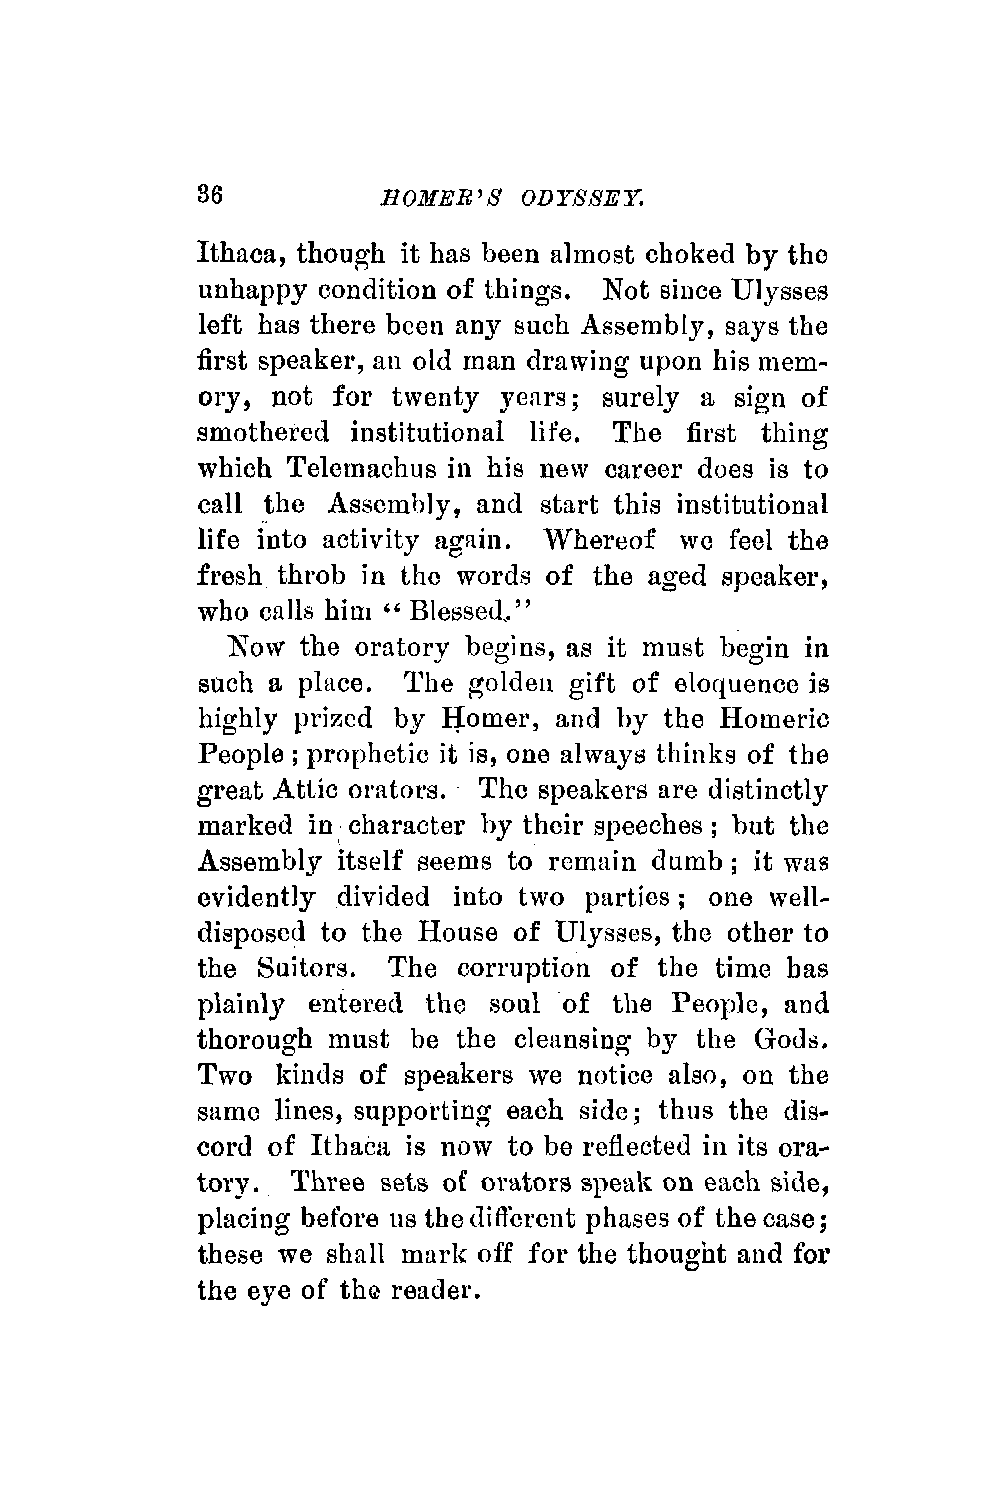 36 HOMER'S ODYSSEY.
Ithaca, though it has been almost choked by the
unhappy condition of things. Not since Ulysses
left has there been any such Assembly, says the
first speaker, an old man drawing upon his mem-
ory, not for twenty years; surely a sign of
smothered institutional life. The first thing
which Telemachus in his new career does is to
call the Assembly, and start this institutional
life into activity again. Whereof we feel the
fresh throb in the words of the aged speaker,
who calls him "Blessed."
Now the oratory begins, as it must begin in
such a place. The golden gift of eloquence is
highly prized by Homer, and by the Homeric
People; prophetic it is, one always thinks of the
great Attic orators. The speakers are distinctly
marked in character by their speeches; but the
Assembly itself seems to remain dumb; it was
evidently divided into two parties; one well-
disposed to the House of Ulysses, the other to
the Suitors. The corruption of the time has
plainly entered the soul of the People, and
thorough must be the cleansing by the Gods.
Two kinds of speakers we notice also, on the
same lines, supporting each side; thus the dis-
cord of Ithaca is now to be reflected in its ora-
tory. Three sets of orators speak on each side,
placing before us the different phases of the case;
these we shall mark off for the thought and for
the eye of the reader.